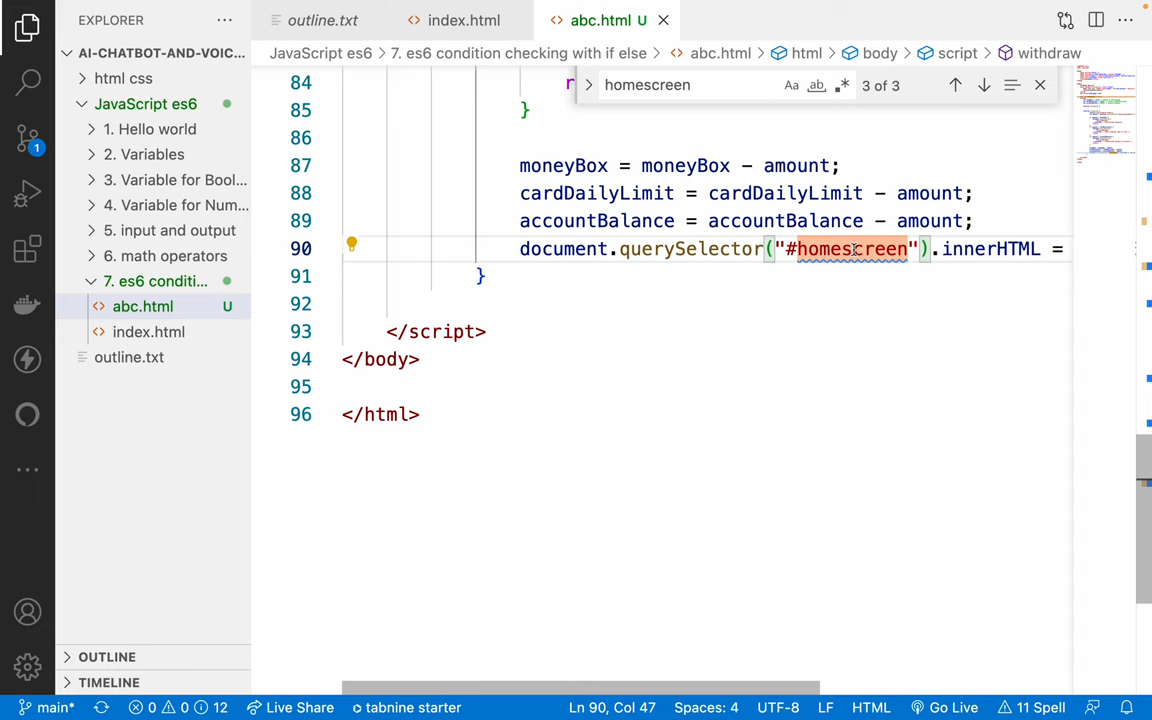 EXPLORER
outline.txt
index.html
abc.html U
AI-CHATBOT-AND-VOIC...
JavaScript es6 > 7. es6 condition checking with if else > abc.html > html > body > script > withdraw
html css
JavaScript es6
1. Hello world
2. Variables
3. Variable for Bool...
4. Variable for Num...
5. input and output
6. math operators
7. es6 conditi...
abc.html U
index.html
outline.txt
homescreen
Aa
ab
3 of 3
1
84 r
85 }
86
87 moneyBox = moneyBox - amount;
88 cardDailyLimit = cardDailyLimit - amount;
89 accountBalance = accountBalance - amount;
90 document.querySelector("#homescreen").innerHTML =
91 }
92
93 </script>
94 </body>
95
96 </html>
OUTLINE
TIMELINE
main*
0 0 12
Live Share
tabnine starter
Ln 90, Col 47
Spaces: 4
UTF-8
LF
HTML
Go Live
11 Spell